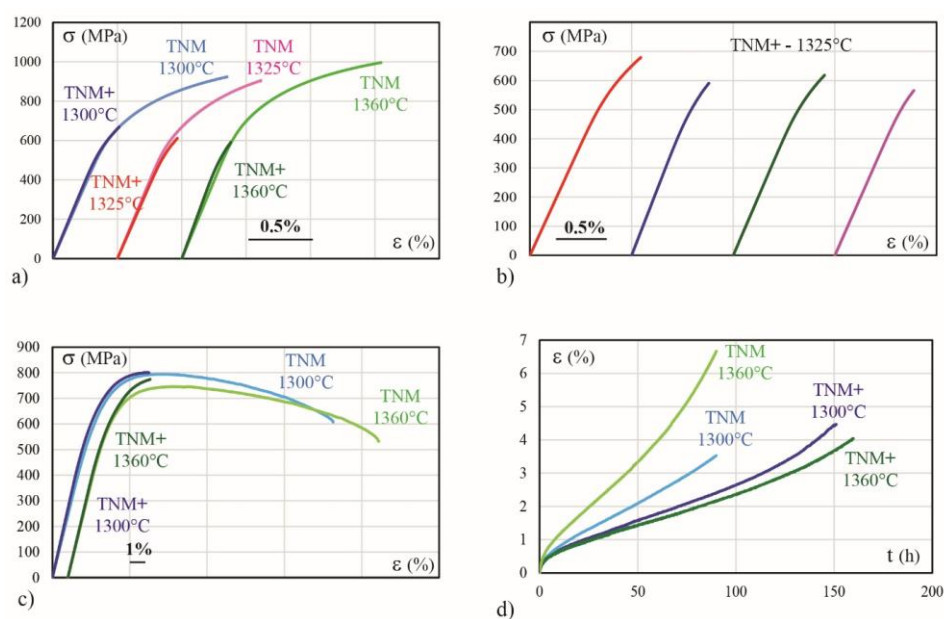 σ (MPa)
1200
1000
800
600
400
200
0
TNM
1300°C
TNM
1325°C
TNM
1360°C
TNM+
1300°C
TNM+
1325°C
TNM+
1360°C
0.5%
ε (%)
a)
σ (MPa)
TNM+ - 1325°C
700
600
500
400
300
200
100
0
0.5%
ε (%)
b)
σ (MPa)
900
800
700
600
500
400
300
200
100
0
TNM
1300°C
TNM
1360°C
TNM+
1360°C
TNM+
1300°C
1%
ε (%)
c)
ε (%)
7
6
5
4
3
2
1
0
TNM
1360°C
TNM
1300°C
TNM+
1300°C
TNM+
1360°C
t (h)
0 50 100 150 200
d)